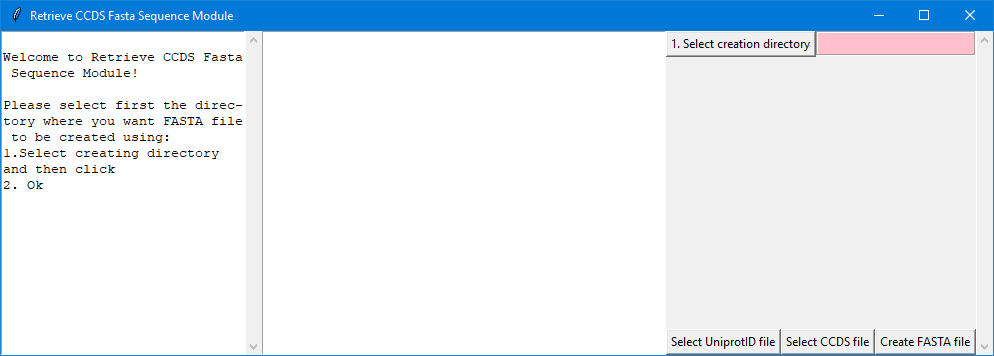 Retrieve CCDS Fasta Sequence Module
Welcome to Retrieve CCDS Fasta
Sequence Module!
Please select first the direc-
tory where you want FASTA file
to be created using:
1.Select creating directory
and then click
2. Ok
1. Select creation directory
Select UniprotID file
Select CCDS file
Create FASTA file